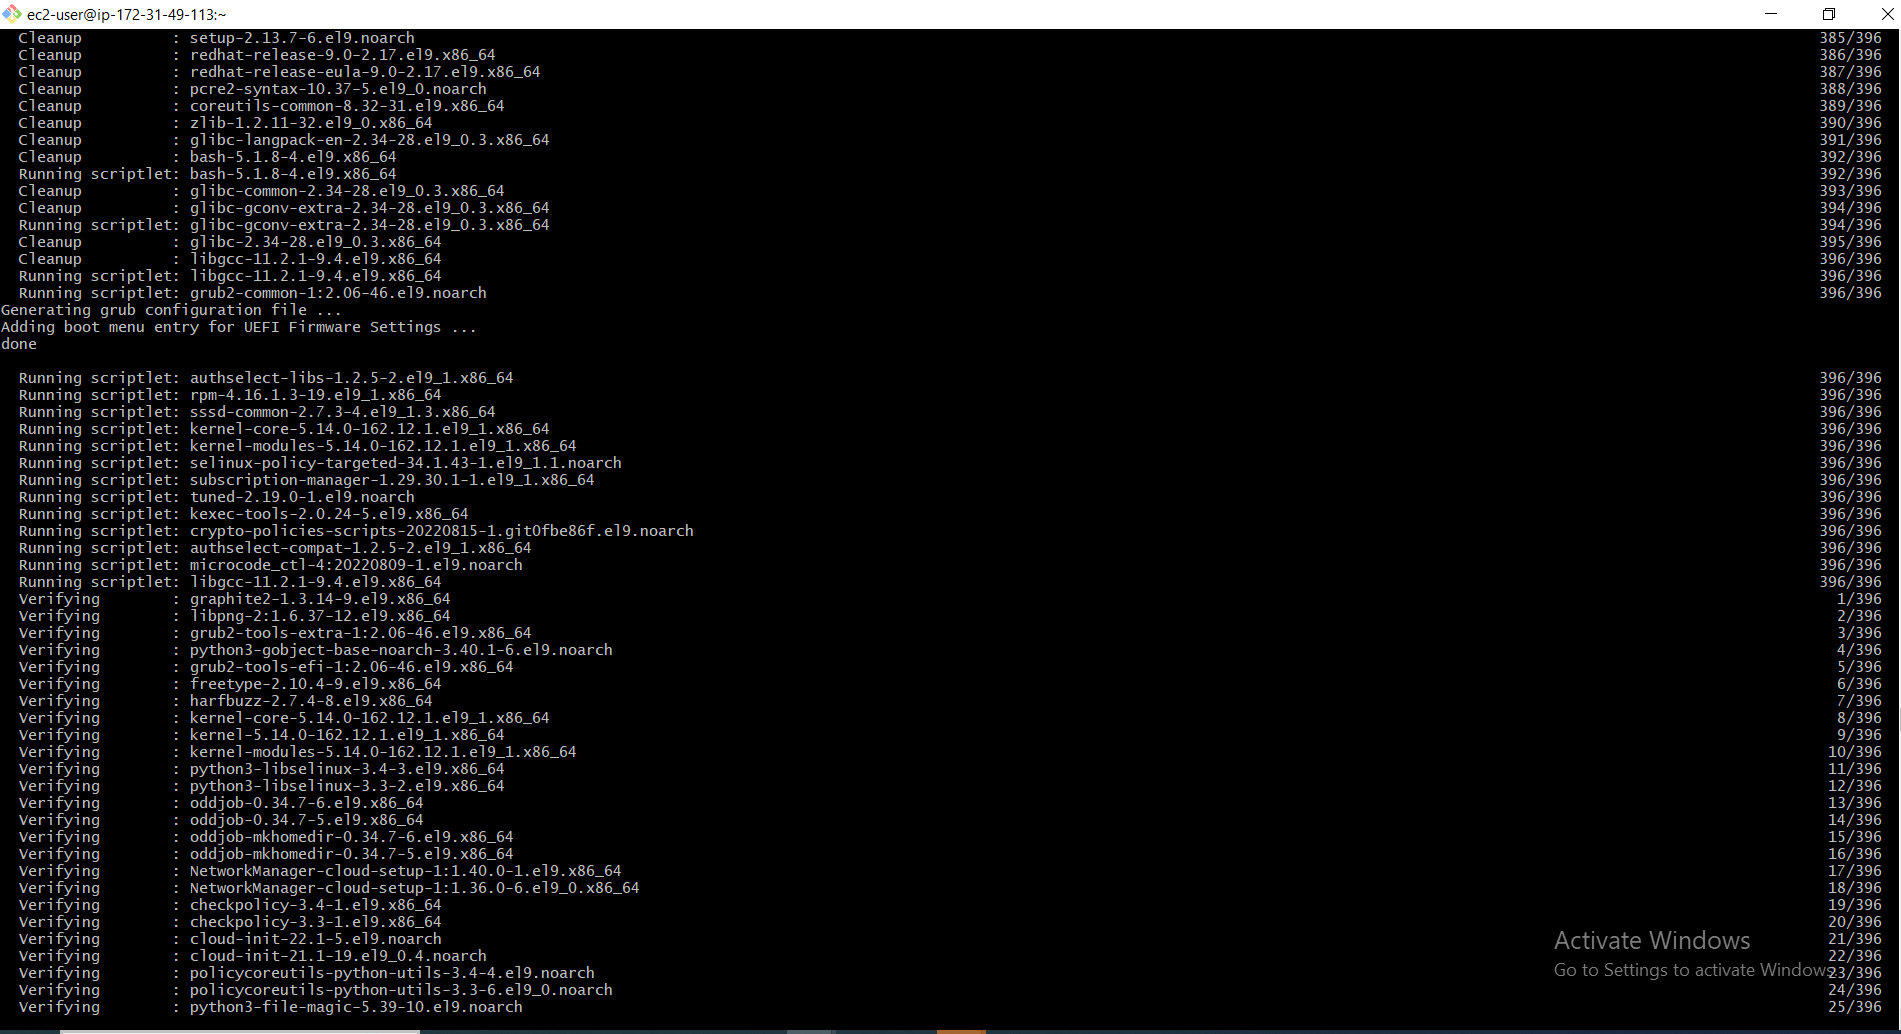 ec2-user@ip-172-31-49-113:~
Cleanup : setup-2.13.7-6.el9.noarch 385/396
Cleanup : redhat-release-9.0-2.17.el9.x86_64 386/396
Cleanup : redhat-release-eula-9.0-2.17.el9.x86_64 387/396
Cleanup : pcre2-syntax-10.37-5.el9_0.noarch 388/396
Cleanup : coreutils-common-8.32-31.el9.x86_64 389/396
Cleanup : zlib-1.2.11-32.el9_0.x86_64 390/396
Cleanup : glibc-langpack-en-2.34-28.el9_0.3.x86_64 391/396
Cleanup : bash-5.1.8-4.el9.x86_64 392/396
Running scriptlet: bash-5.1.8-4.el9.x86_64 392/396
Cleanup : glibc-common-2.34-28.el9_0.3.x86_64 393/396
Cleanup : glibc-gconv-extra-2.34-28.el9_0.3.x86_64 394/396
Running scriptlet: glibc-gconv-extra-2.34-28.el9_0.3.x86_64 394/396
Cleanup : glibc-2.34-28.el9_0.3.x86_64 395/396
Cleanup : libgcc-11.2.1-9.4.el9.x86_64 396/396
Running scriptlet: libgcc-11.2.1-9.4.el9.x86_64 396/396
Running scriptlet: grub2-common-1:2.06-46.el9.noarch 396/396
Generating grub configuration file ...
Adding boot menu entry for UEFI Firmware Settings ...
done
Running scriptlet: authselect-libs-1.2.5-2.el9_1.x86_64 396/396
Running scriptlet: rpm-4.16.1.3-19.el9_1.x86_64 396/396
Running scriptlet: sssd-common-2.7.3-4.el9_1.3.x86_64 396/396
Running scriptlet: kernel-core-5.14.0-162.12.1.el9_1.x86_64 396/396
Running scriptlet: kernel-modules-5.14.0-162.12.1.el9_1.x86_64 396/396
Running scriptlet: selinux-policy-targeted-34.1.43-1.el9_1.1.noarch 396/396
Running scriptlet: subscription-manager-1.29.30.1-1.el9_1.x86_64 396/396
Running scriptlet: tuned-2.19.0-1.el9.noarch 396/396
Running scriptlet: kexec-tools-2.0.24-5.el9.x86_64 396/396
Running scriptlet: crypto-policies-scripts-20220815-1.git0fbe86f.el9.noarch 396/396
Running scriptlet: authselect-compat-1.2.5-2.el9_1.x86_64 396/396
Running scriptlet: microcode_ctl-4:20220809-1.el9.noarch 396/396
Running scriptlet: libgcc-11.2.1-9.4.el9.x86_64 396/396
Verifying : graphite2-1.3.14-9.el9.x86_64 1/396
Verifying : libpng-2:1.6.37-12.el9.x86_64 2/396
Verifying : grub2-tools-extra-1:2.06-46.el9.x86_64 3/396
Verifying : python3-gobject-base-noarch-3.40.1-6.el9.noarch 4/396
Verifying : grub2-tools-efi-1:2.06-46.el9.x86_64 5/396
Verifying : freetype-2.10.4-9.el9.x86_64 6/396
Verifying : harfbuzz-2.7.4-8.el9.x86_64 7/396
Verifying : kernel-core-5.14.0-162.12.1.el9_1.x86_64 8/396
Verifying : kernel-5.14.0-162.12.1.el9_1.x86_64 9/396
Verifying : kernel-modules-5.14.0-162.12.1.el9_1.x86_64 10/396
Verifying : python3-libselinux-3.4-3.el9.x86_64 11/396
Verifying : python3-libselinux-3.3-2.el9.x86_64 12/396
Verifying : oddjob-0.34.7-6.el9.x86_64 13/396
Verifying : oddjob-0.34.7-5.el9.x86_64 14/396
Verifying : oddjob-mkhomedir-0.34.7-6.el9.x86_64 15/396
Verifying : oddjob-mkhomedir-0.34.7-5.el9.x86_64 16/396
Verifying : NetworkManager-cloud-setup-1:1.40.0-1.el9.x86_64 17/396
Verifying : NetworkManager-cloud-setup-1:1.36.0-6.el9_0.x86_64 18/396
Verifying : checkpolicy-3.4-1.el9.x86_64 19/396
Verifying : checkpolicy-3.3-1.el9.x86_64 20/396
Verifying : cloud-init-22.1-5.el9.noarch 21/396
Verifying : cloud-init-21.1-19.el9_0.4.noarch 22/396
Verifying : policycoreutils-python-utils-3.4-4.el9.noarch 23/396
Verifying : policycoreutils-python-utils-3.3-6.el9_0.noarch 24/396
Verifying : python3-file-magic-5.39-10.el9.noarch 25/396
Activate Windows
Go to Settings to activate Windows